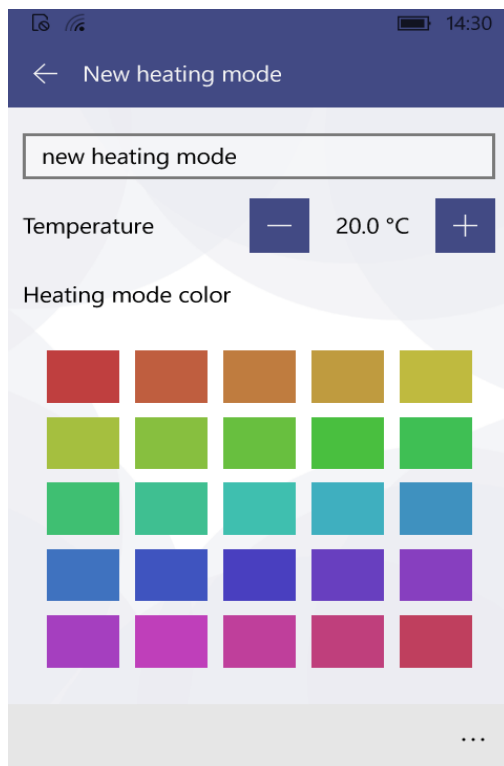 14:30
New heating mode
new heating mode
Temperature
20.0 °C
Heating mode color